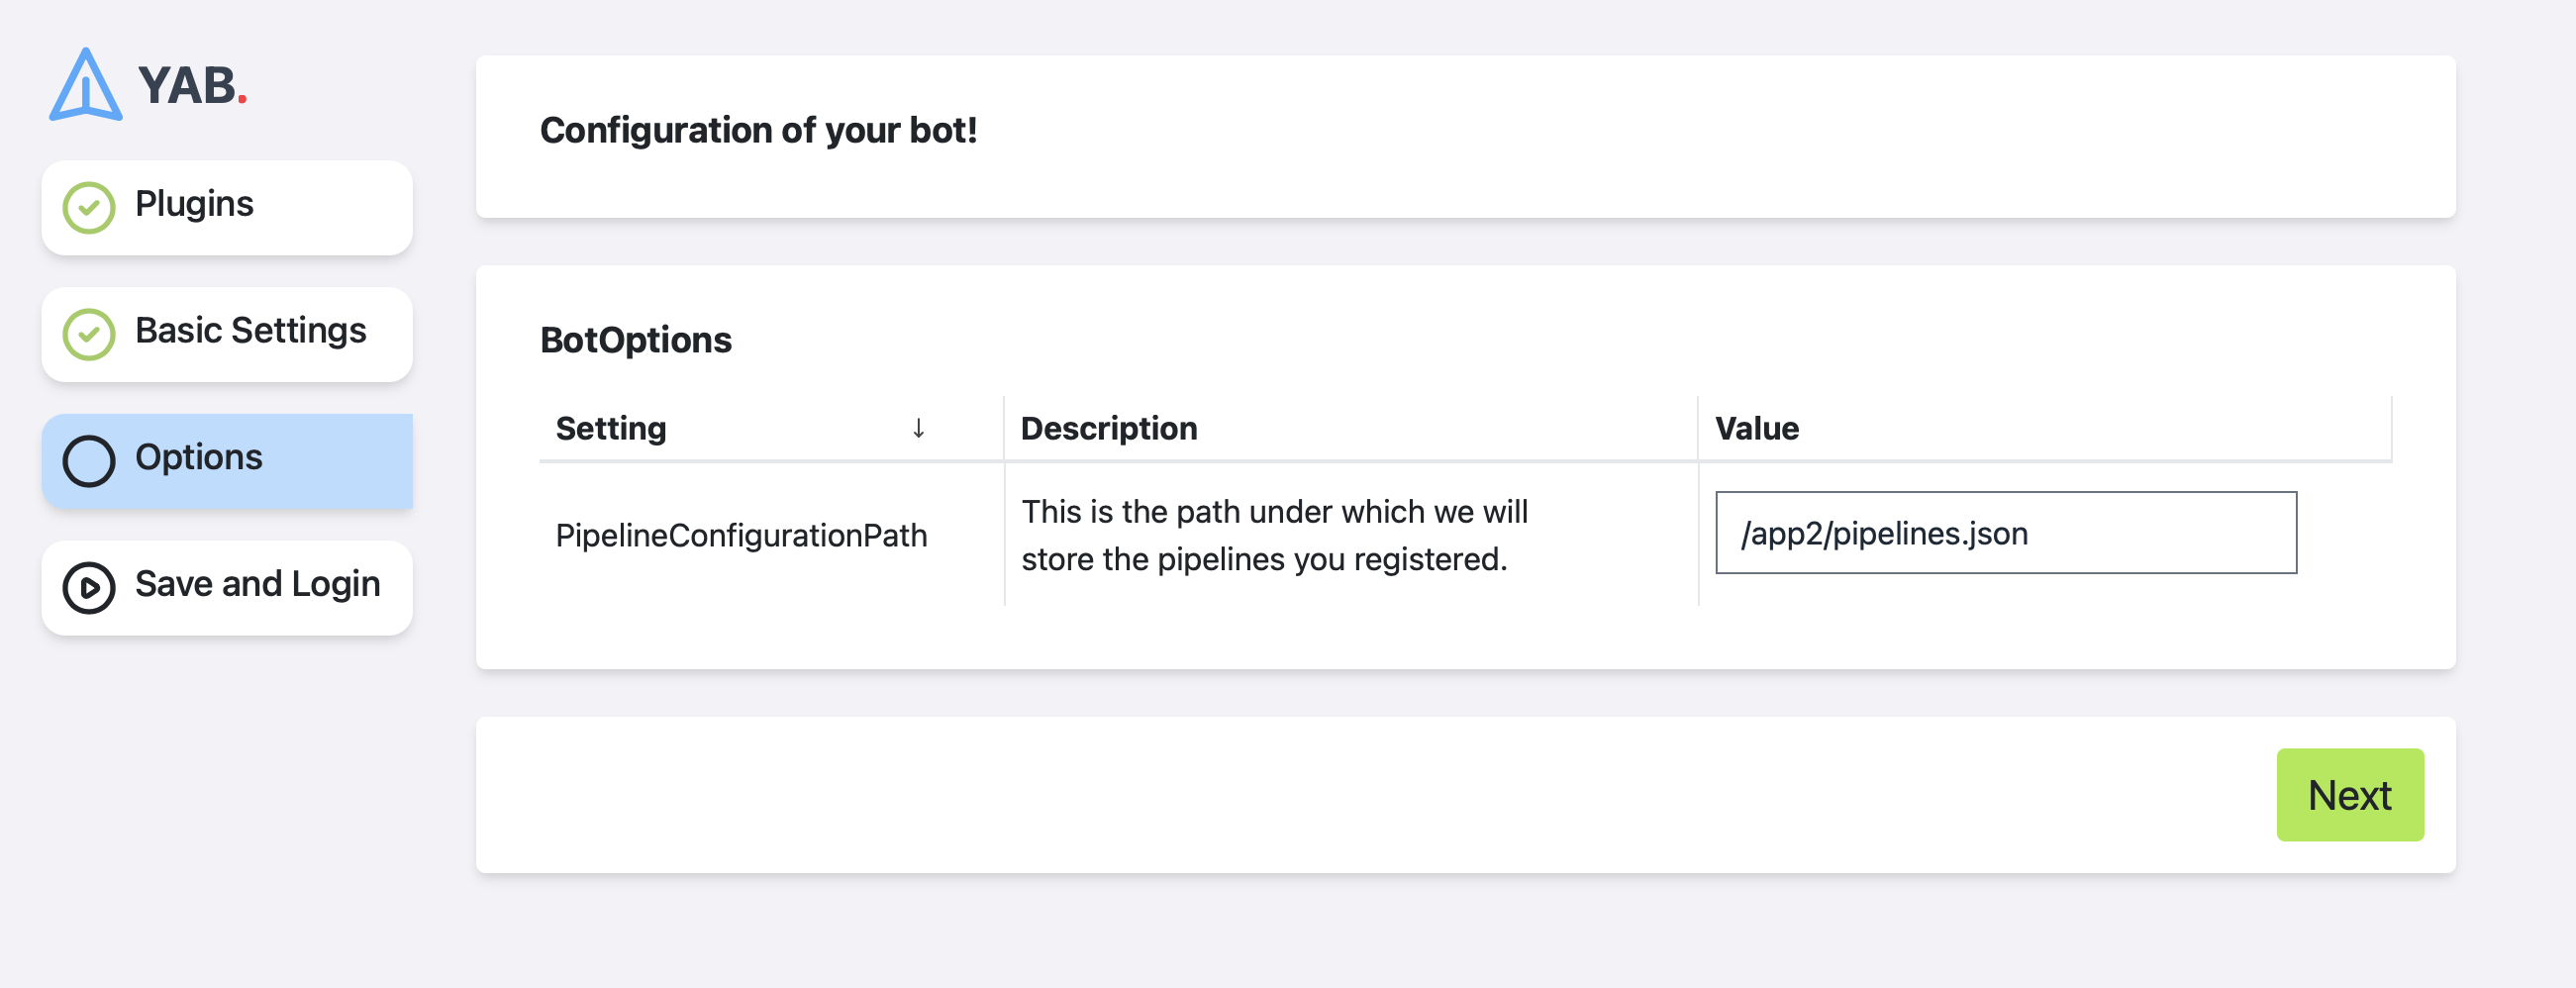 YAB.
Plugins
Basic Settings
Options
Save and Login
Configuration of your bot!
BotOptions
Setting ↓ Description Value
PipelineConfigurationPath
This is the path under which we will
store the pipelines you registered.
/app2/pipelines.json
Next